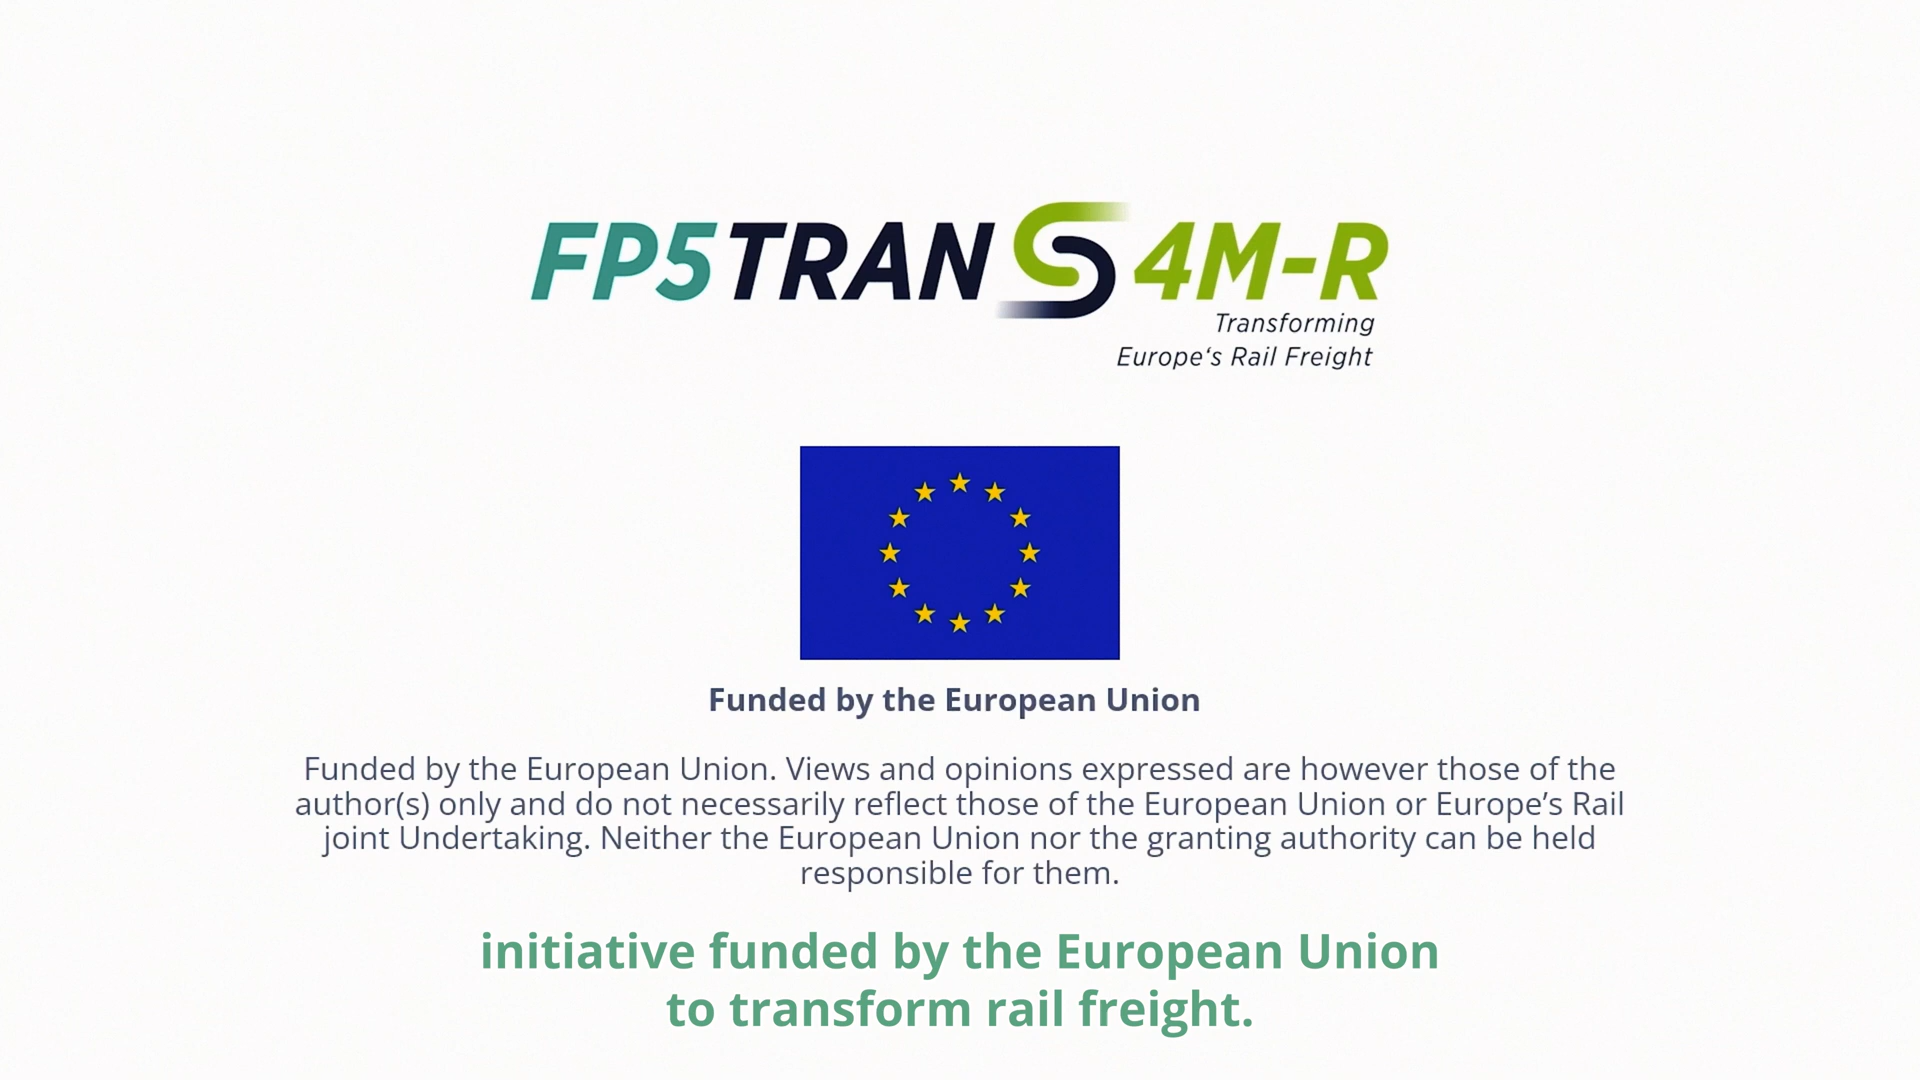 FP5TRANS4M-R
Transforming
Europe‘s Rail Freight
Funded by the European Union
Funded by the European Union. Views and opinions expressed are however those of the
author(s) only and do not necessarily reflect those of the European Union or Europe’s Rail
joint Undertaking. Neither the European Union nor the granting authority can be held
responsible for them.
initiative funded by the European Union
to transform rail freight.